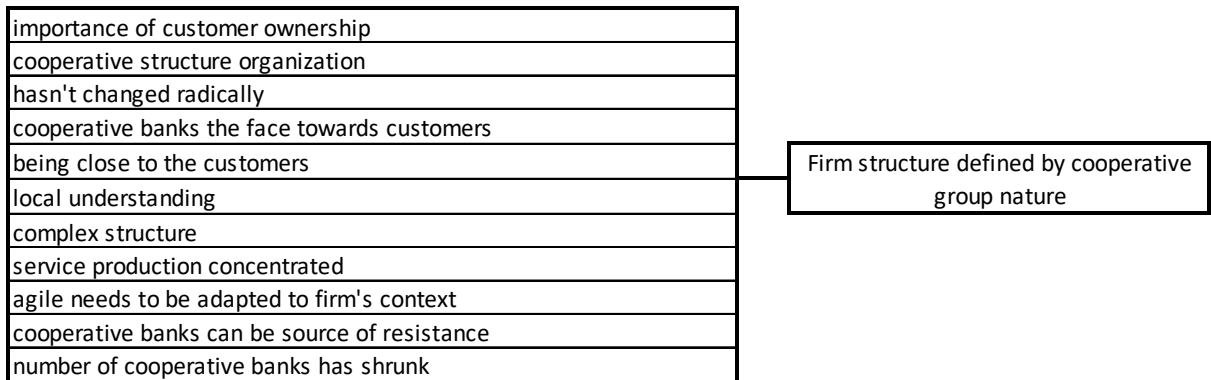 importance of customer ownership
cooperative structure organization
hasn't changed radically
cooperative banks the face towards customers
being close to the customers
local understanding
complex structure
service production concentrated
agile needs to be adapted to firm's context
cooperative banks can be source of resistance
number of cooperative banks has shrunk
Firm structure defined by cooperative
group nature